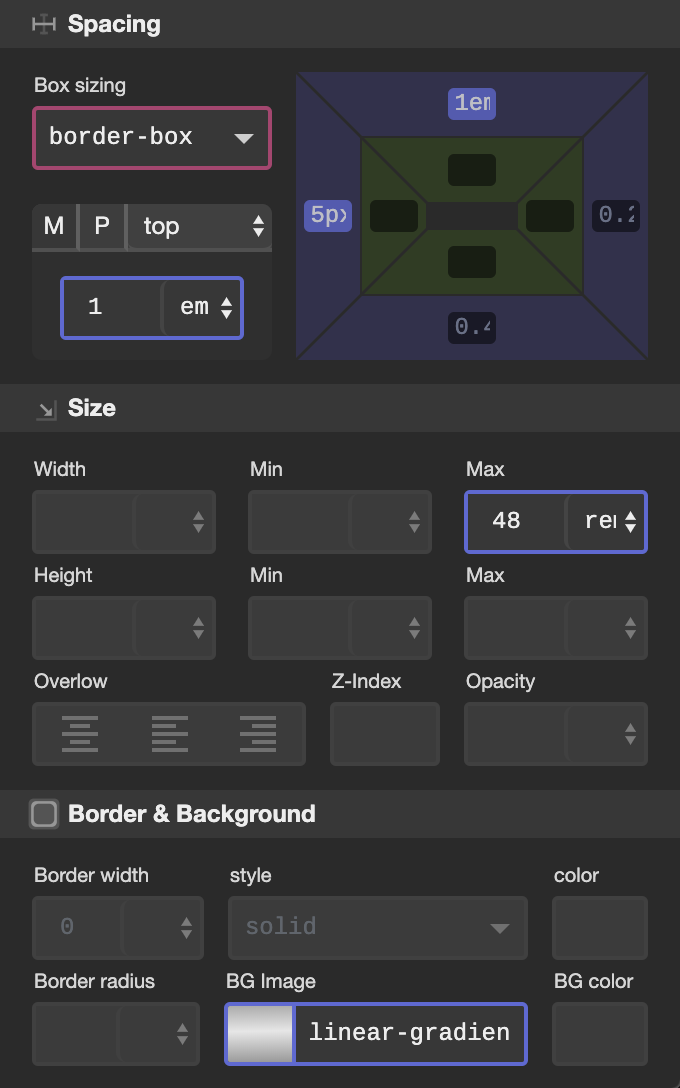 Spacing
Box sizing
border-box
1em
5px
0.2
0.4
M P top
1 em
Size
Width Min Max
48 rem
Height Min Max
Overlow Z-Index Opacity
Border & Background
Border width style color
0 solid
Border radius BG Image BG color
linear-gradien